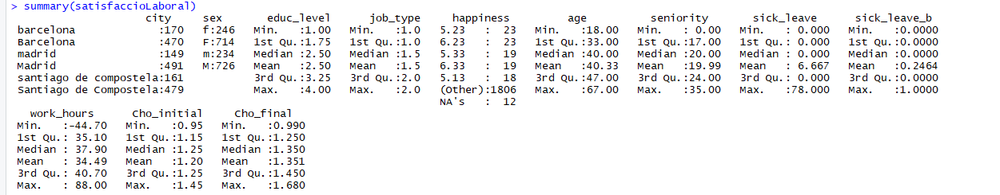 > summary(satisfaccioLaboral)
city sex educ_level job_type happiness age seniority sick_leave sick_leave_b
barcelona :170 f:246 Min. :1.00 Min. :1.0 5.23 : 23 Min. :18.00 Min. : 0.00 Min. : 0.000 Min. :0.0000
Barcelona :470 F:714 1st Qu.:1.75 1st Qu.:1.0 6.23 : 23 1st Qu.:33.00 1st Qu.:17.00 1st Qu.: 0.000 1st Qu.:0.0000
madrid :149 m:234 Median :2.50 Median :1.5 5.33 : 19 Median :40.00 Median :20.00 Median : 0.000 Median :0.0000
Madrid :491 M:726 Mean :2.50 Mean :1.5 6.33 : 19 Mean :40.33 Mean :19.99 Mean : 6.667 Mean :0.2464
santiago de compostela:161 3rd Qu.:3.25 3rd Qu.:2.0 5.13 : 18 3rd Qu.:47.00 3rd Qu.:24.00 3rd Qu.: 0.000 3rd Qu.:0.0000
Santiago de Compostela:479 Max. :4.00 Max. :2.0 (Other):1806 Max. :67.00 Max. :35.00 Max. :78.000 Max. :1.0000
NA's : 12
work_hours Cho_initial Cho_final
Min. :-44.70 Min. :0.95 Min. :0.990
1st Qu.: 35.10 1st Qu.:1.15 1st Qu.:1.250
Median : 37.90 Median :1.25 Median :1.350
Mean : 34.49 Mean :1.20 Mean :1.351
3rd Qu.: 40.70 3rd Qu.:1.25 3rd Qu.:1.450
Max. : 88.00 Max. :1.45 Max. :1.680